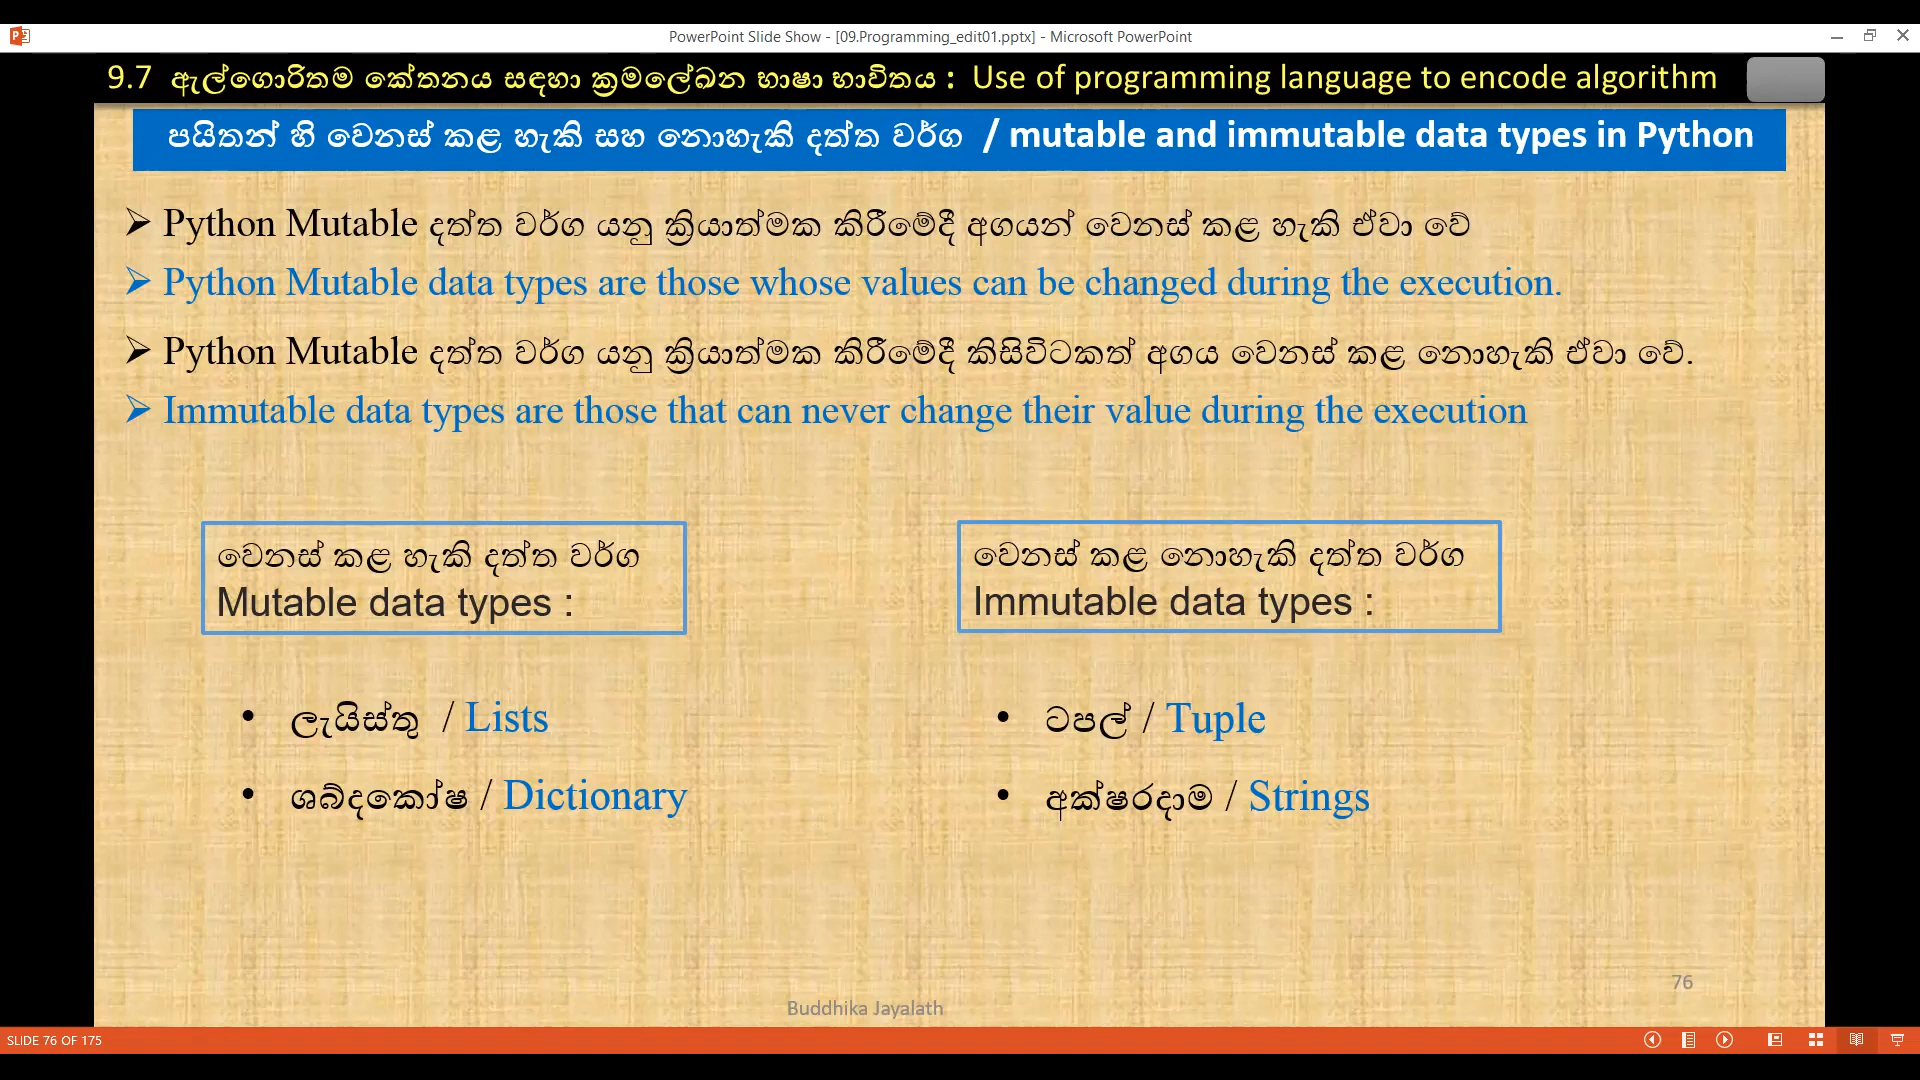 PowerPoint Slide Show - [09.Programming_edit01.pptx] - Microsoft PowerPoint
9.7 ඇල්ගොරිතම කේතනය සඳහා ක්‍රමලේඛන භාෂා භාවිතය : Use of programming language to encode algorithm
පයිතන් හි වෙනස් කළ හැකි සහ නොහැකි දත්ත වර්ග / mutable and immutable data types in Python
➢ Python Mutable දත්ත වර්ග යනු ක්‍රියාත්මක කිරීමේදී අගයන් වෙනස් කළ හැකි ඒවා වේ
➢ Python Mutable data types are those whose values can be changed during the execution.
➢ Python Mutable දත්ත වර්ග යනු ක්‍රියාත්මක කිරීමේදී කිසිවිටකත් අගය වෙනස් කළ නොහැකි ඒවා වේ.
➢ Immutable data types are those that can never change their value during the execution
වෙනස් කළ හැකි දත්ත වර්ග
Mutable data types :
• ලැයිස්තු / Lists
• ශබ්දකෝෂ / Dictionary
වෙනස් කළ නොහැකි දත්ත වර්ග
Immutable data types :
• ටපල් / Tuple
• අක්ෂරදාම / Strings
76
Buddhika Jayalath
SLIDE 76 OF 175